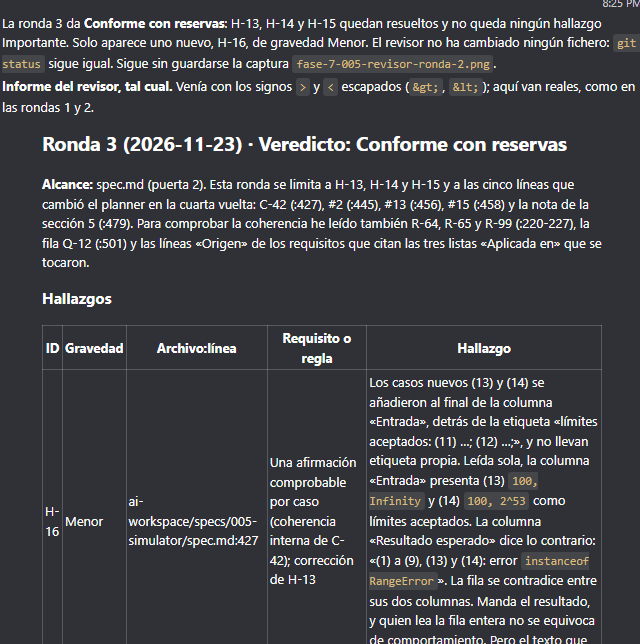 8:25 PM
La ronda 3 da Conforme con reservas: H-13, H-14 y H-15 quedan resueltos y no queda ningún hallazgo
Importante. Solo aparece uno nuevo, H-16, de gravedad Menor. El revisor no ha cambiado ningún fichero: git
status sigue igual. Sigue sin guardarse la captura fase-7-005-revisor-ronda-2.png.
Informe del revisor, tal cual. Venía con los signos > y < escapados (&gt;, &lt;); aquí van reales, como en
las rondas 1 y 2.
Ronda 3 (2026-11-23) · Veredicto: Conforme con reservas
Alcance: spec.md (puerta 2). Esta ronda se limita a H-13, H-14 y H-15 y a las cinco líneas que
cambió el planner en la cuarta vuelta: C-42 (:427), #2 (:445), #13 (:456), #15 (:458) y la nota de la
sección 5 (:479). Para comprobar la coherencia he leído también R-64, R-65 y R-99 (:220-227), la
fila Q-12 (:501) y las líneas «Origen» de los requisitos que citan las tres listas «Aplicada en» que se
tocaron.
Hallazgos
ID Gravedad Archivo:línea Requisito o regla Hallazgo
H-16
Menor
ai-
workspace/specs/005-
simulator/spec.md:427
Una afirmación
comprobable
por caso
(coherencia
interna de C-
42); corrección
de H-13
Los casos nuevos (13) y (14) se
añadieron al final de la columna
«Entrada», detrás de la etiqueta «límites
aceptados: (11) …; (12) …;», y no llevan
etiqueta propia. Leída sola, la columna
«Entrada» presenta (13) 100,
Infinity y (14) 100, 2^53 como
límites aceptados. La columna
«Resultado esperado» dice lo contrario:
«(1) a (9), (13) y (14): error instanceof
RangeError». La fila se contradice entre
sus dos columnas. Manda el resultado,
y quien lea la fila entera no se equivoca
de comportamiento. Pero el texto que